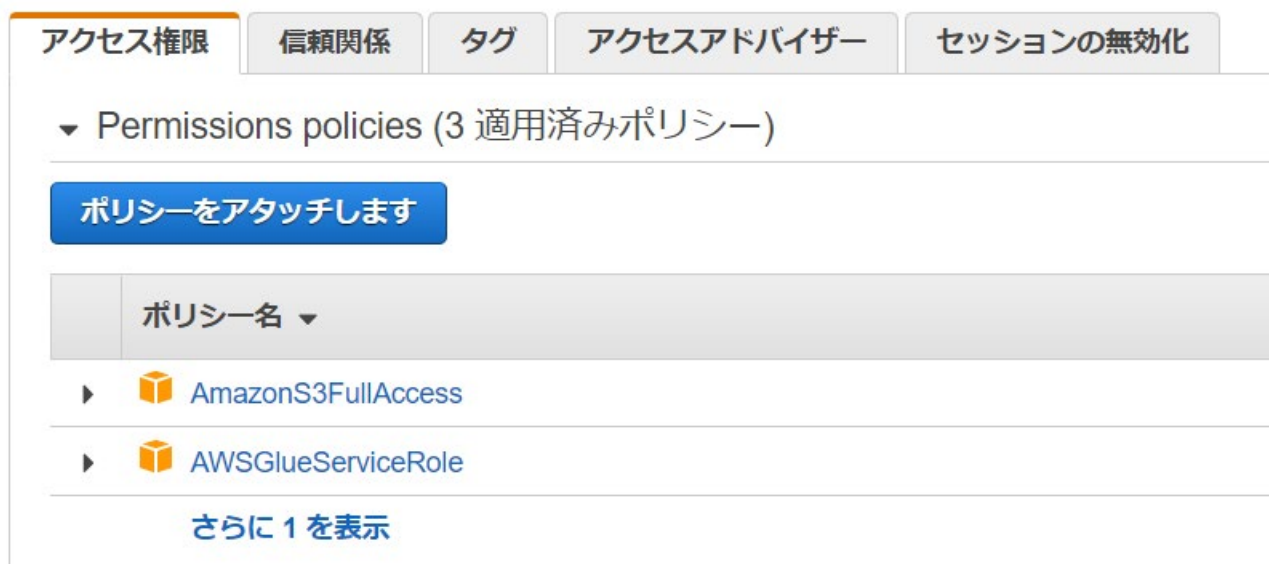 アクセス権限 信頼関係 タグ アクセスアドバイザー セッションの無効化
Permissions policies (3 適用済みポリシー)
ポリシーをアタッチします
ポリシー名
AmazonS3FullAccess
AWSGlueServiceRole
さらに 1 を表示